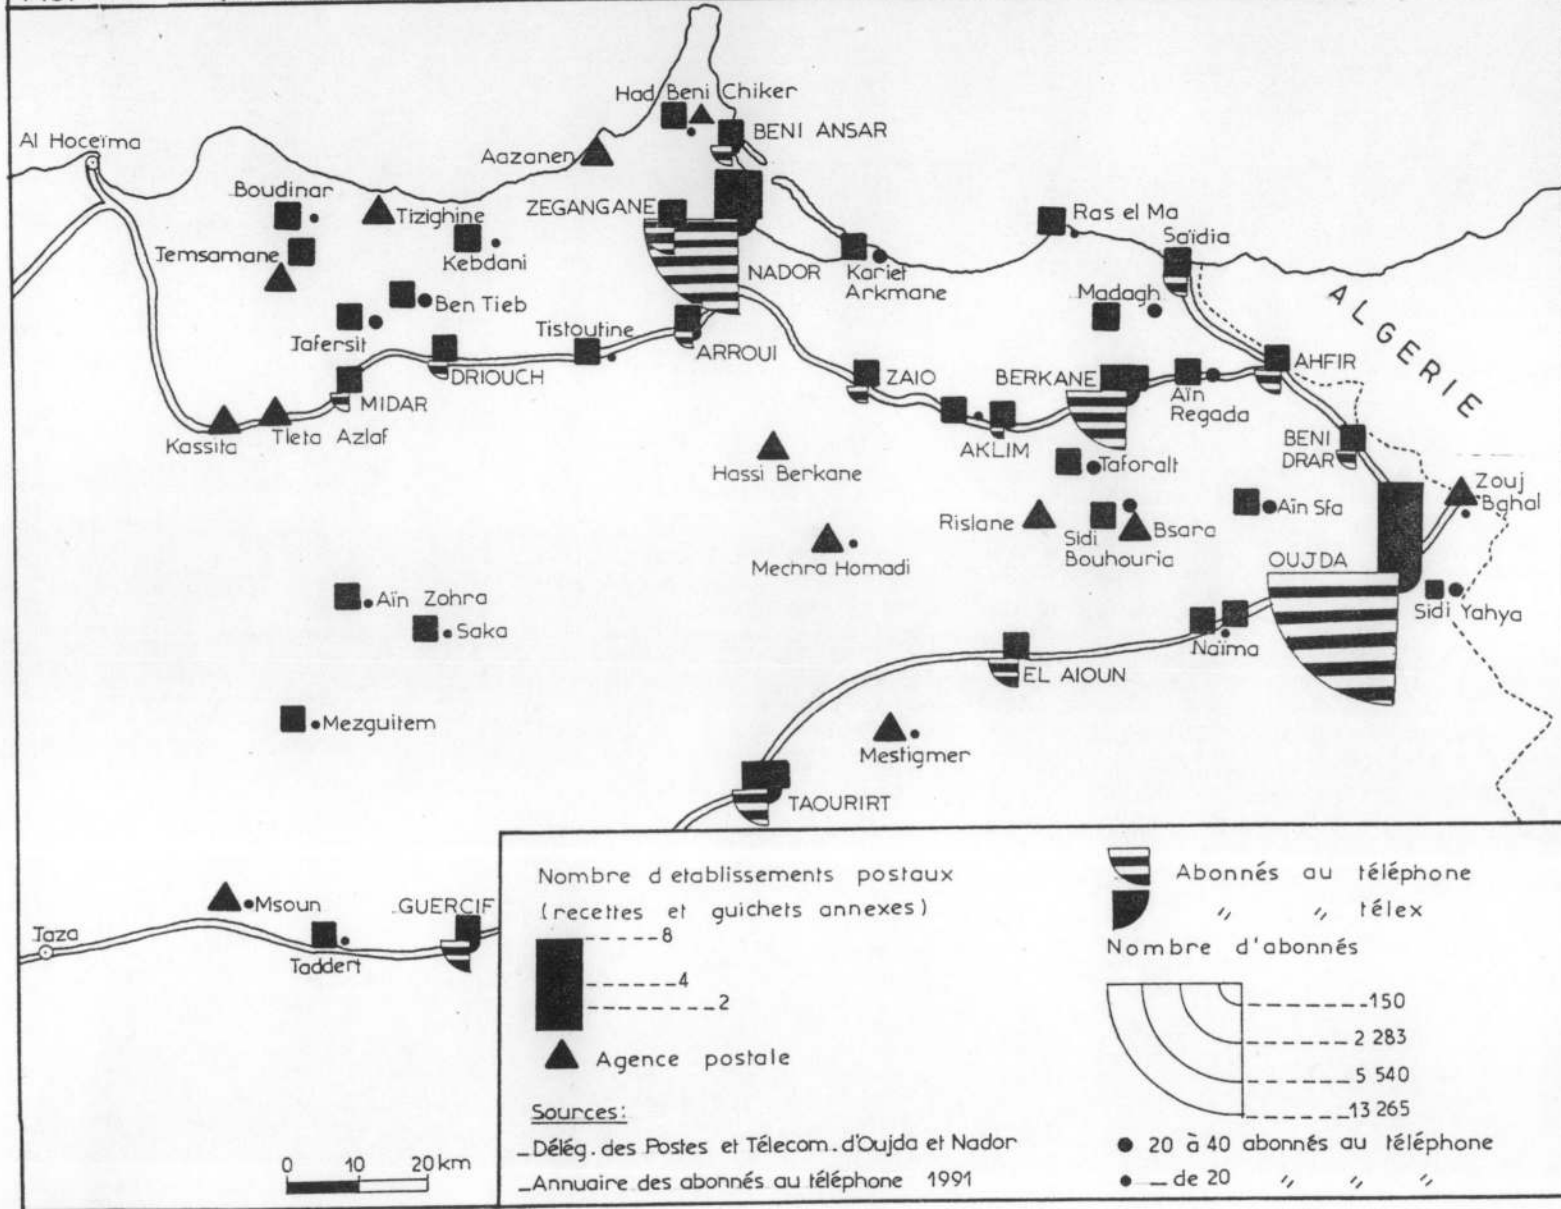 Had Beni Chiker
BENI ANSAR
Al Hoceïma
Aazanen
Boudinar
Tizighine
ZEGANGANE
Ras el Ma
Saïdia
Temsamane
Kebdani
NADOR
Kariet
Arkmane
Madagh
ALGERIE
Ben Tieb
Tafersit
Tistoutine
ARROUI
DRIOUCH
ZAIO
BERKANE
AHFIR
MIDAR
Aïn
Regada
Kassita
Tleta Azlaf
AKLIM
BENI
DRAR
Hassi Berkane
Taforalt
Zouj
Bghal
Rislane
Sidi
Bouhouria
Bsara
Aïn Sfa
Mechra Homadi
OUJDA
Aïn Zohra
Saka
Sidi Yahya
Naïma
EL AIOUN
Mezguitem
Mestigmer
TAOURIRT
Msoun
GUERCIF
Taza
Taddert
0 10 20 km
Nombre d etablissements postaux
(recettes et guichets annexes)
8
4
2
Agence postale
Sources:
_Délég. des Postes et Télecom. d'Oujda et Nador
_Annuaire des abonnés au téléphone 1991
Abonnés au téléphone
〃 〃 télex
Nombre d'abonnés
150
2 283
5 540
13 265
20 à 40 abonnés au téléphone
_ de 20 〃 〃 〃